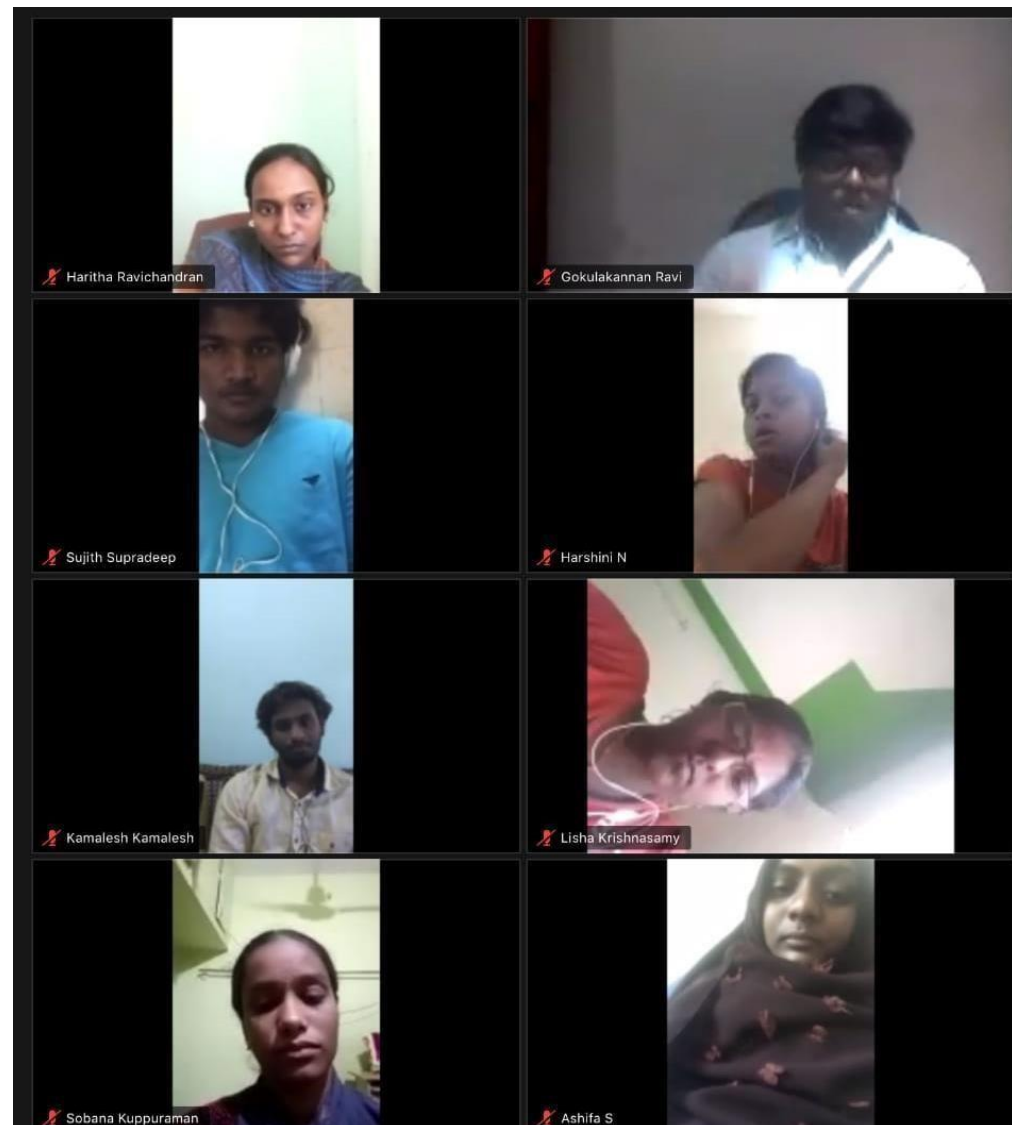 Haritha Ravichandran
Gokulakannan Ravi
Sujith Supradeep
Harshini N
Kamalesh Kamalesh
Lisha Krishnasamy
Sobana Kuppuraman
Ashifa S